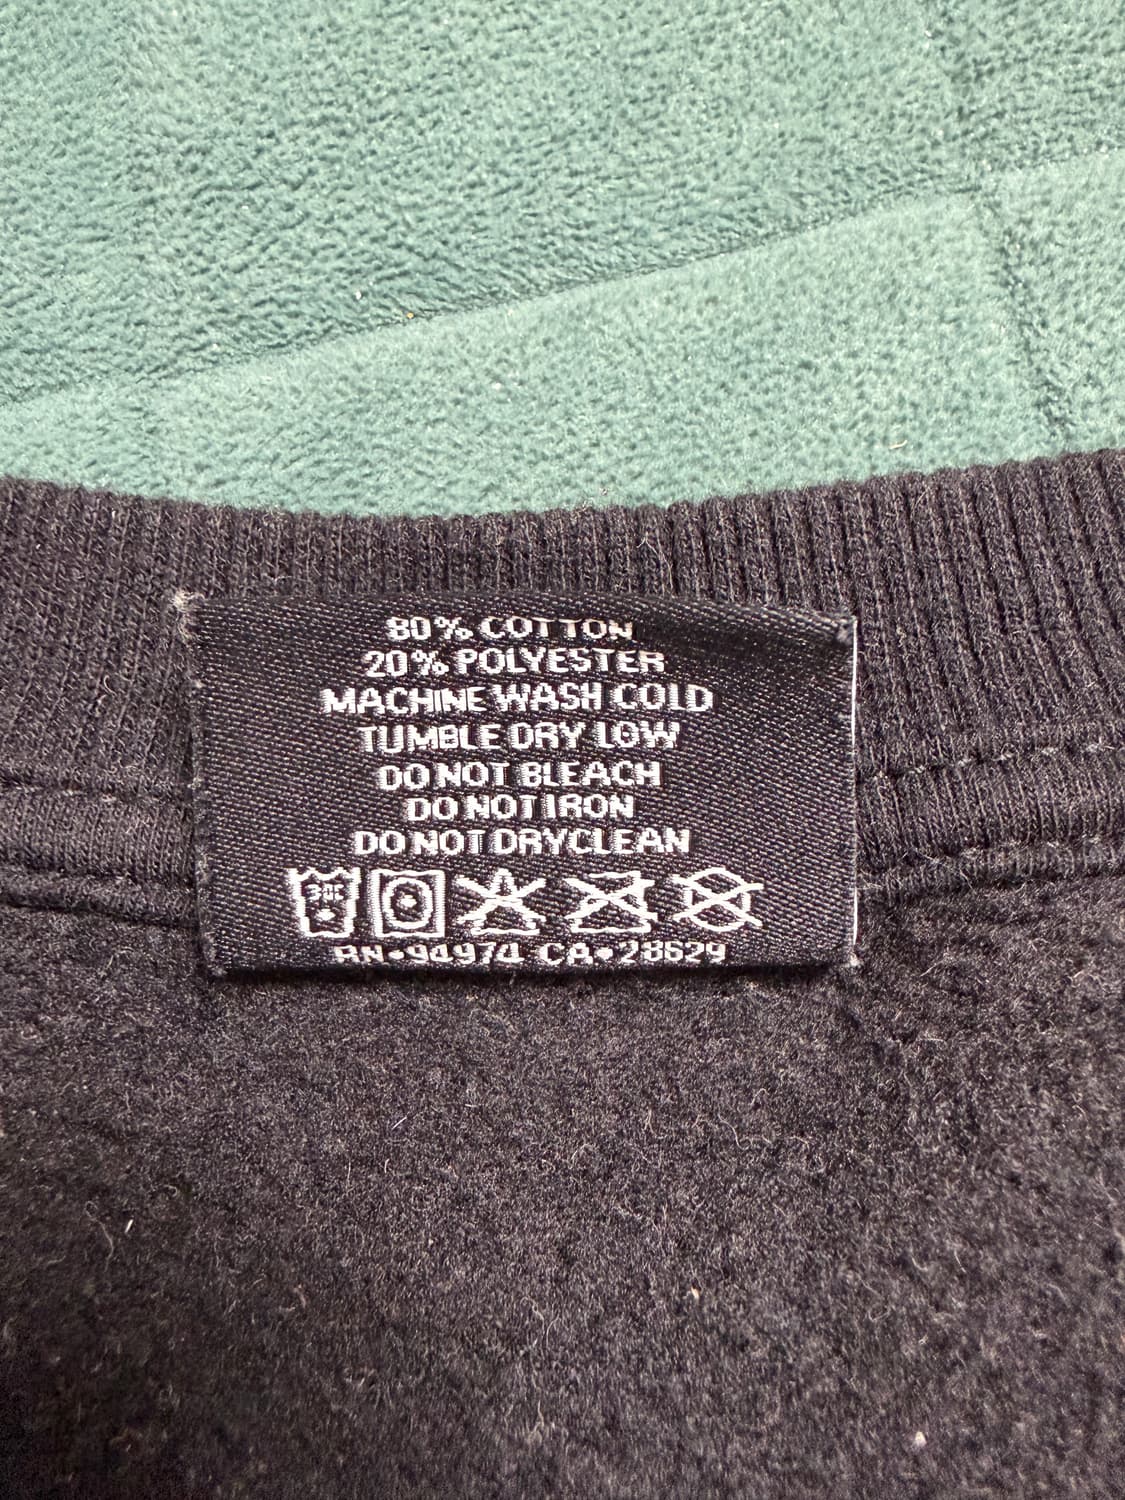 80% COTTON
20% POLYESTER
MACHINE WASH COLD
TUMBLE DRY LOW
DO NOT BLEACH
DO NOT IRON
DO NOT DRYCLEAN
30C
RN•94974 CA•28629